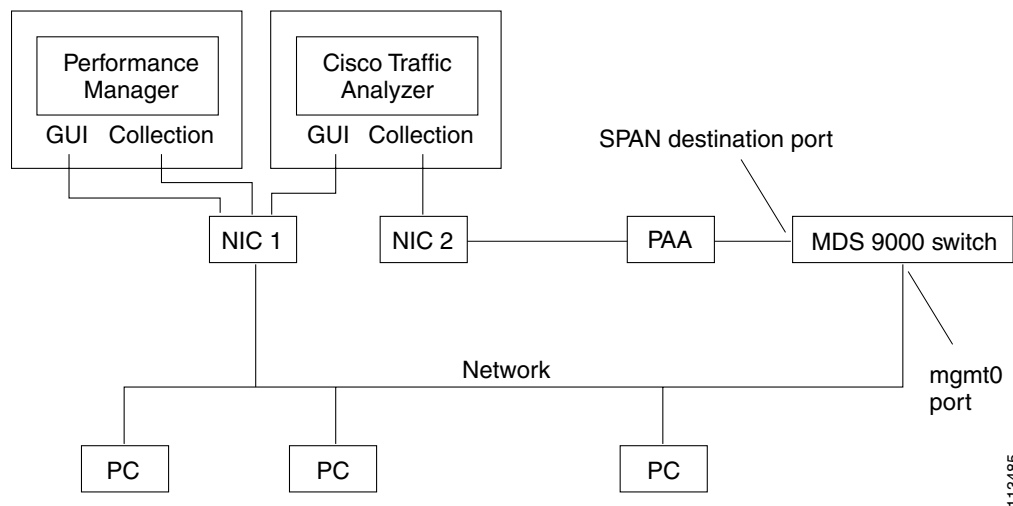 Performance
Manager
GUI Collection
Cisco Traffic
Analyzer
GUI Collection
SPAN destination port
NIC 1
NIC 2
PAA
MDS 9000 switch
Network
mgmt0
port
PC
PC
PC
113485